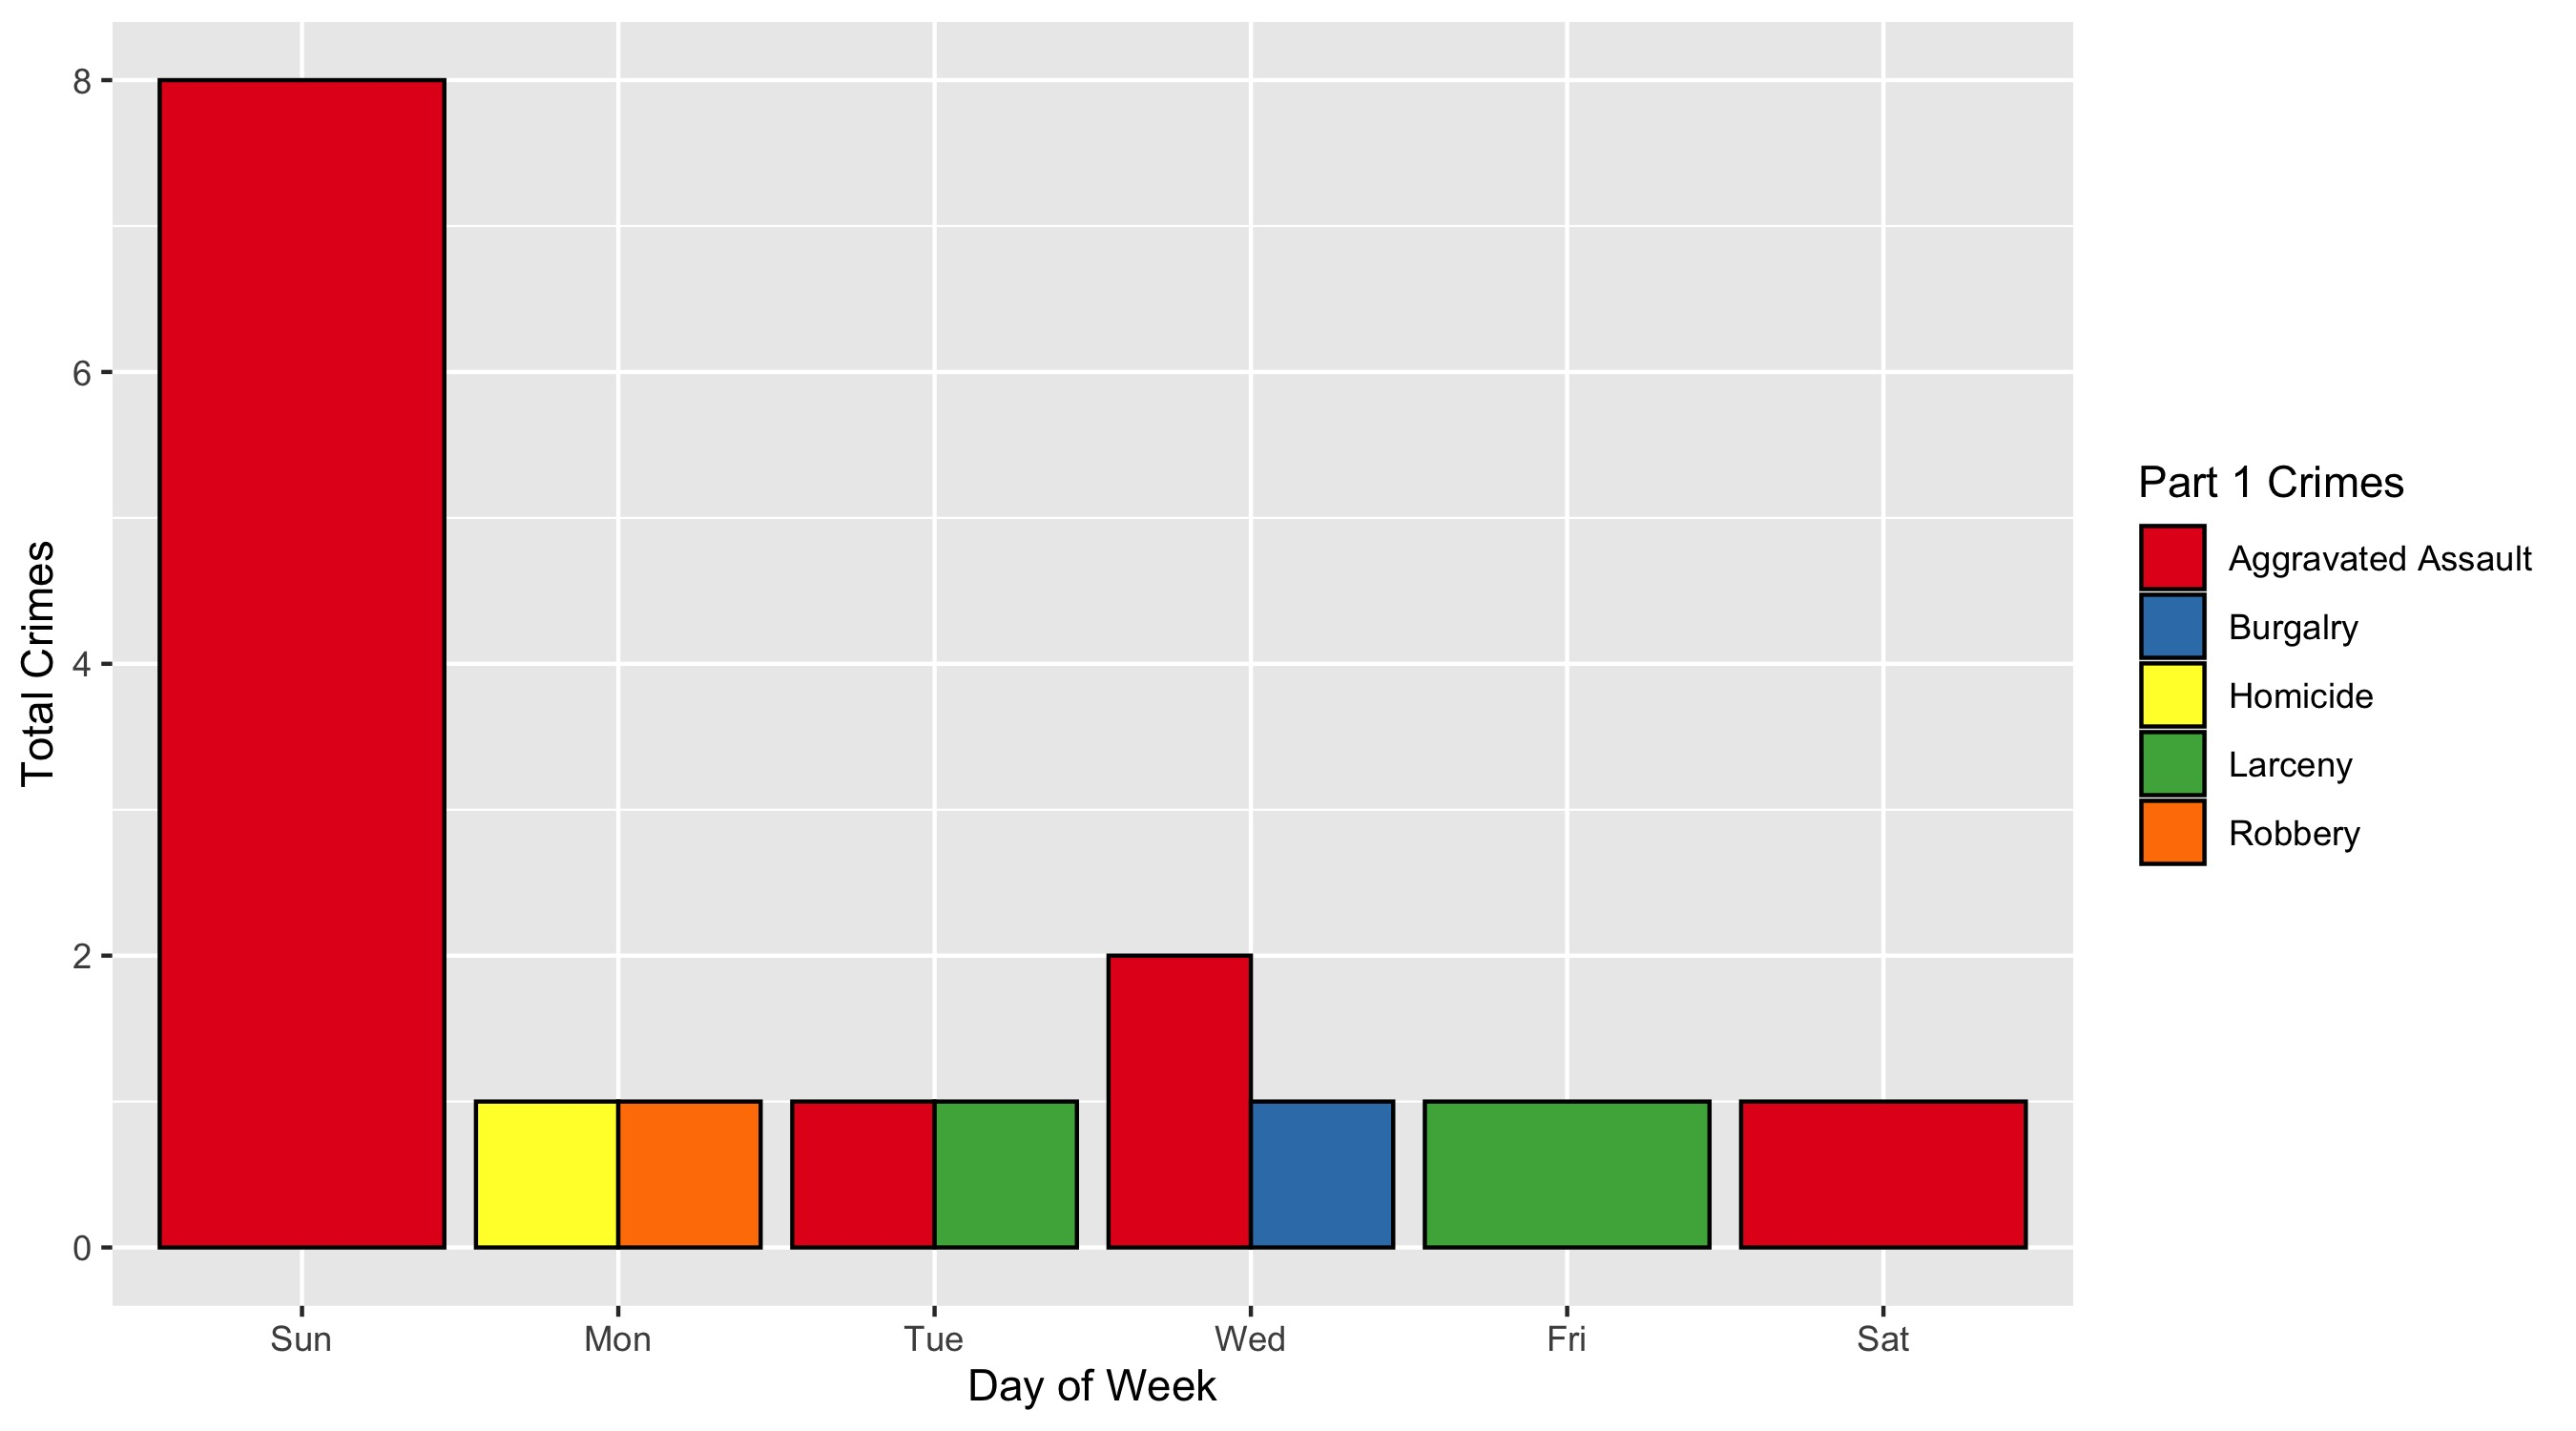 Total Crimes
8
6
4
2
0
Sun Mon Tue Wed Fri Sat
Day of Week
Part 1 Crimes
Aggravated Assault
Burgalry
Homicide
Larceny
Robbery